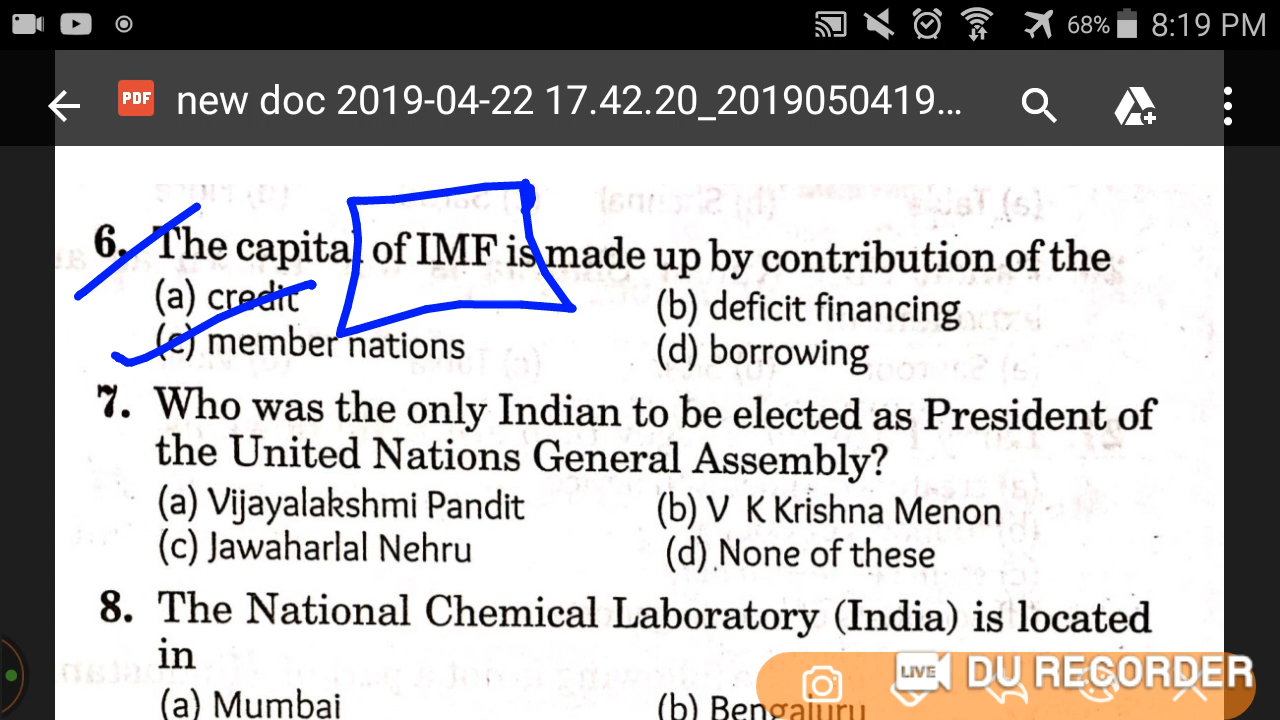 68% 8:19 PM
PDF new doc 2019-04-22 17.42.20_2019050419...
6. The capital of IMF is made up by contribution of the
(a) credit (b) deficit financing
(c) member nations (d) borrowing
7. Who was the only Indian to be elected as President of
the United Nations General Assembly?
(a) Vijayalakshmi Pandit (b) V K Krishna Menon
(c) Jawaharlal Nehru (d) None of these
8. The National Chemical Laboratory (India) is located
in
(a) Mumbai (b) Bengaluru
LIVE DU RECORDER